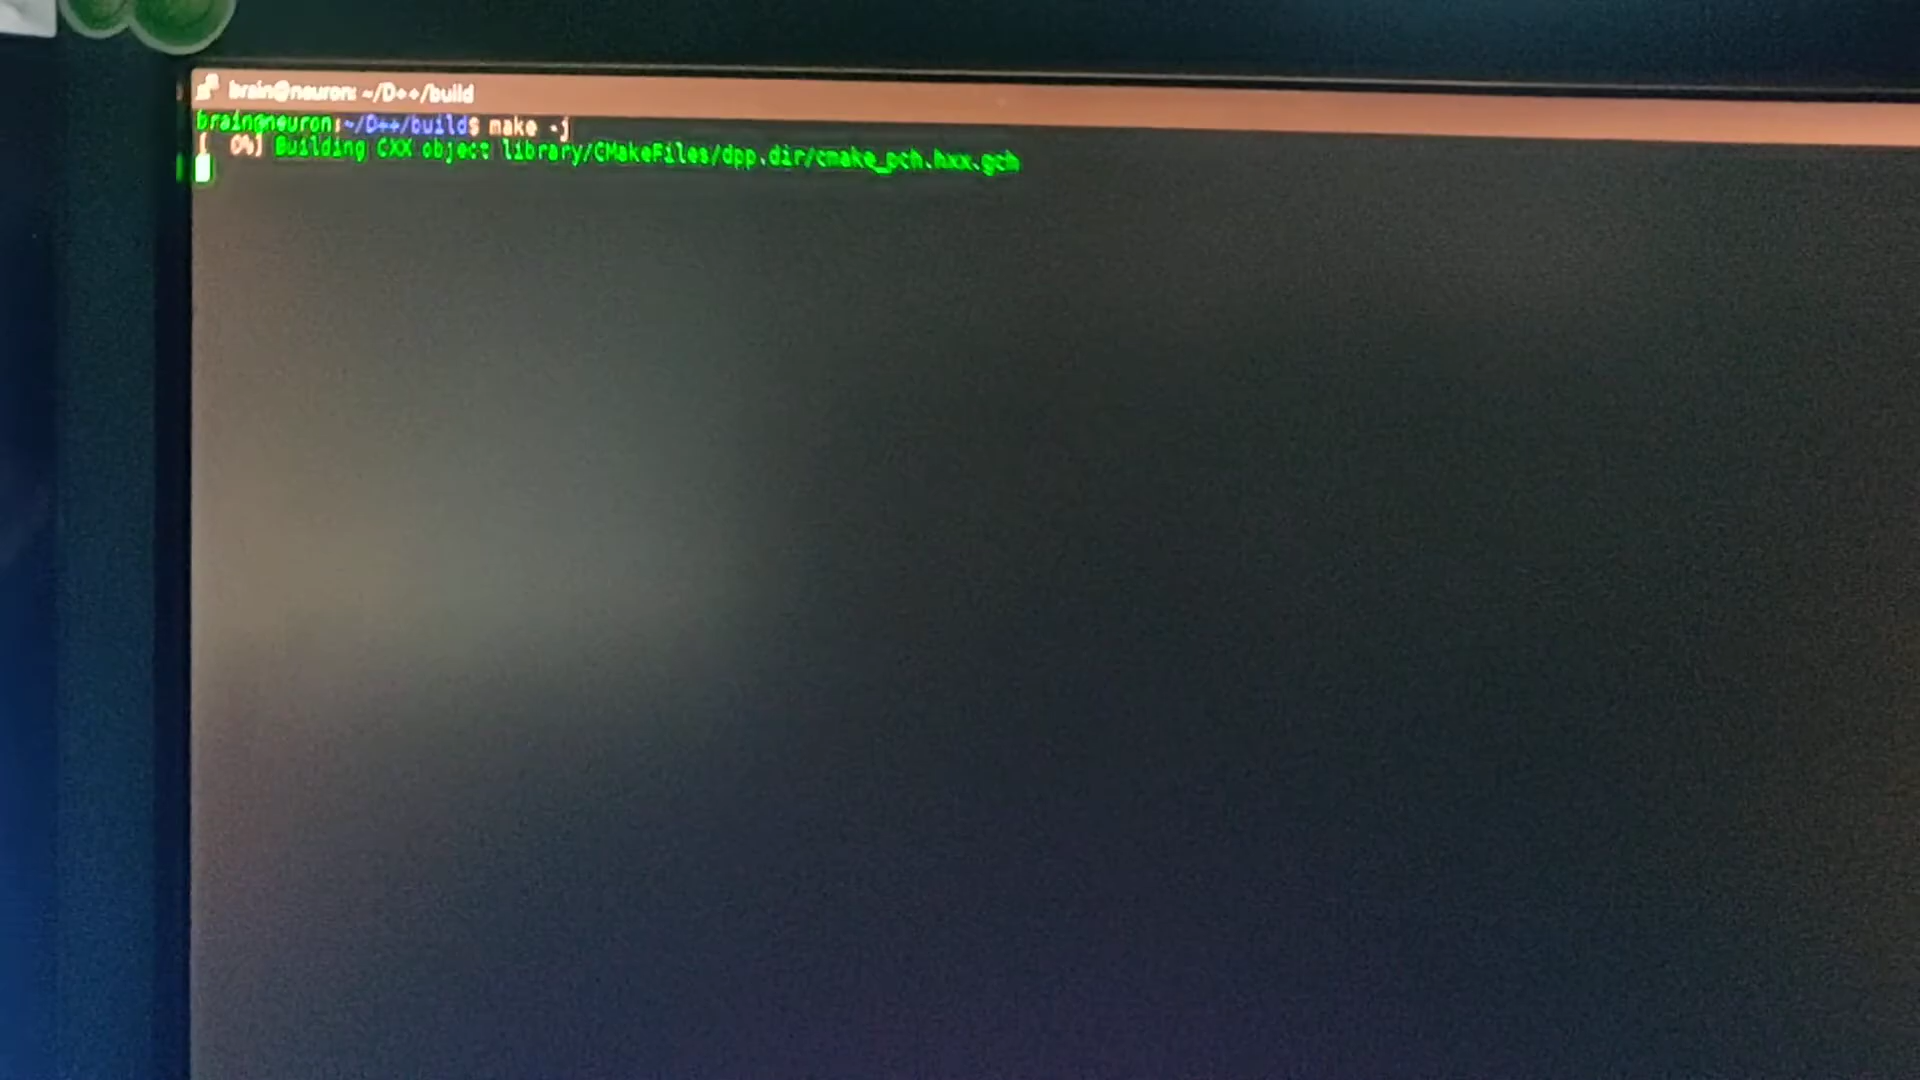 brain@neuron: ~/D++/build
brain@neuron:~/D++/build$ make -j
[  0%] Building CXX object library/CMakeFiles/dpp.dir/cmake_pch.hxx.gch